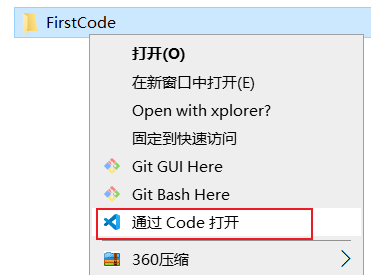 FirstCode
打开(O)
在新窗口中打开(E)
Open with xplorer?
固定到快速访问
Git GUI Here
Git Bash Here
通过 Code 打开
360压缩